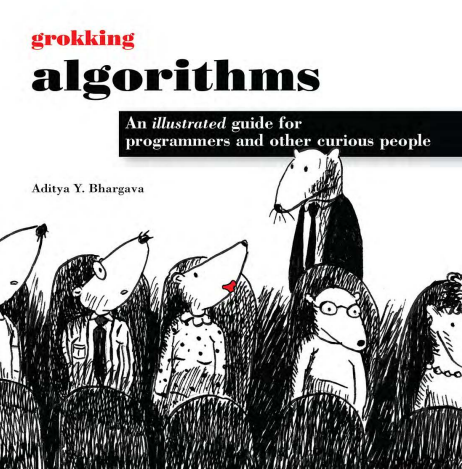 grokking
algorithms
An illustrated guide for
programmers and other curious people
Aditya Y. Bhargava